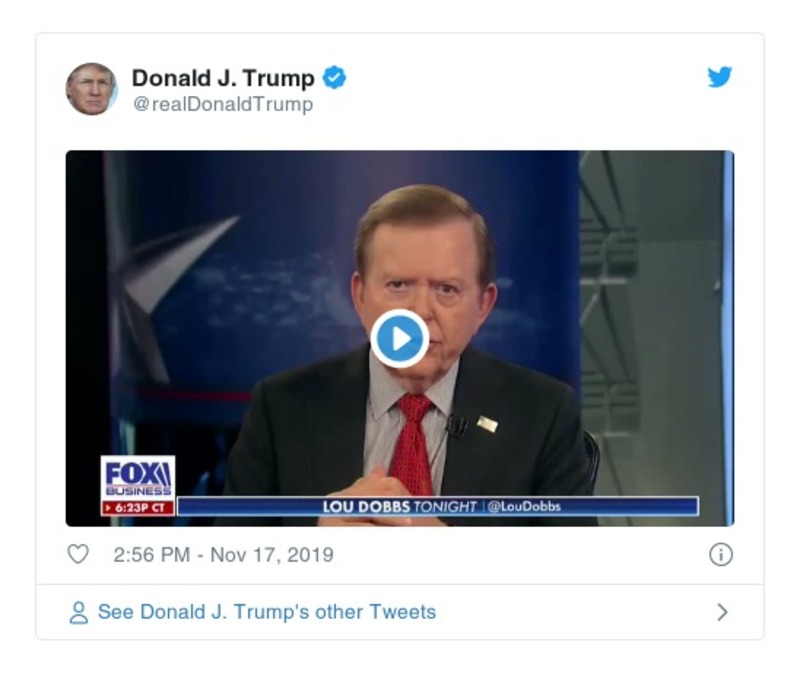 Donald J. Trump
@realDonaldTrump
FOX
BUSINESS
6:23P CT
LOU DOBBS TONIGHT | @LouDobbs
2:56 PM - Nov 17, 2019
See Donald J. Trump's other Tweets